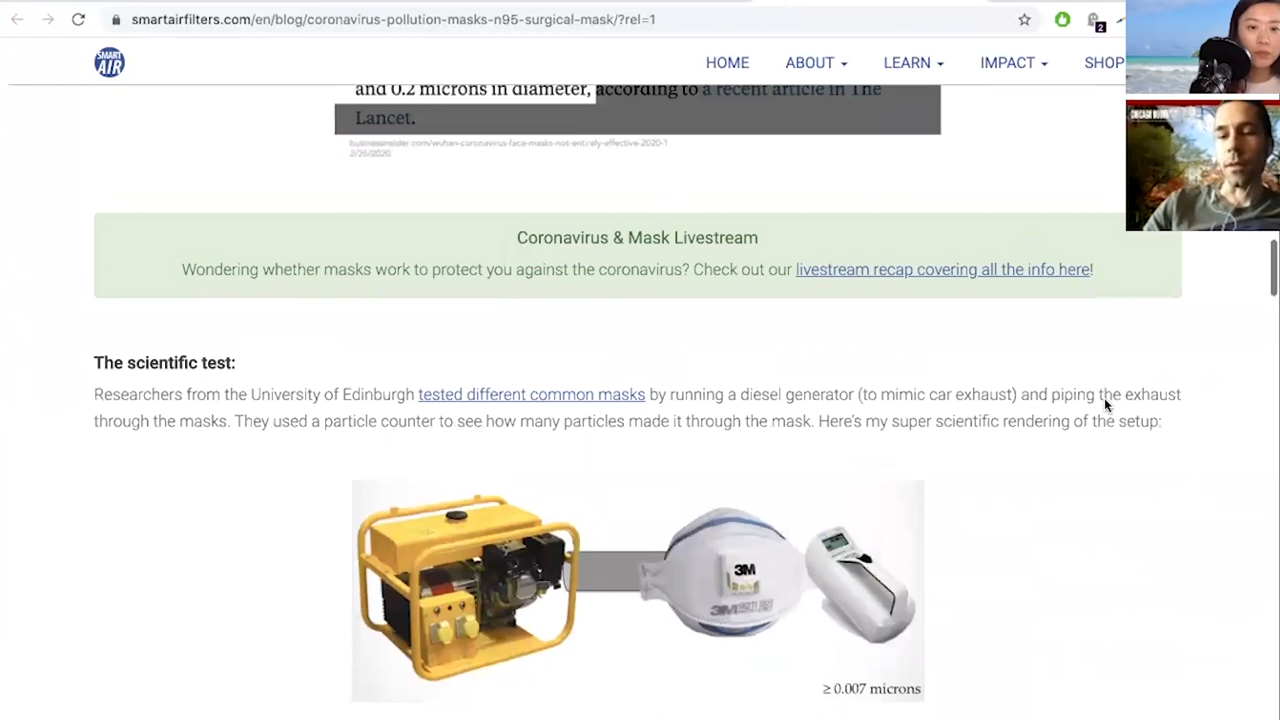 smartairfilters.com/en/blog/coronavirus-pollution-masks-n95-surgical-mask/?rel=1
2
SMART
AIR
HOME ABOUT LEARN IMPACT SHOP
and 0.2 microns in diameter, according to a recent article in The
Lancet.
businessinsider.com/wuhan-coronavirus-face-masks-not-entirely-effective-2020-1
2/26/2020
Coronavirus & Mask Livestream
Wondering whether masks work to protect you against the coronavirus? Check out our livestream recap covering all the info here!
The scientific test:
Researchers from the University of Edinburgh tested different common masks by running a diesel generator (to mimic car exhaust) and piping the exhaust
through the masks. They used a particle counter to see how many particles made it through the mask. Here's my super scientific rendering of the setup:
3M
≥ 0.007 microns